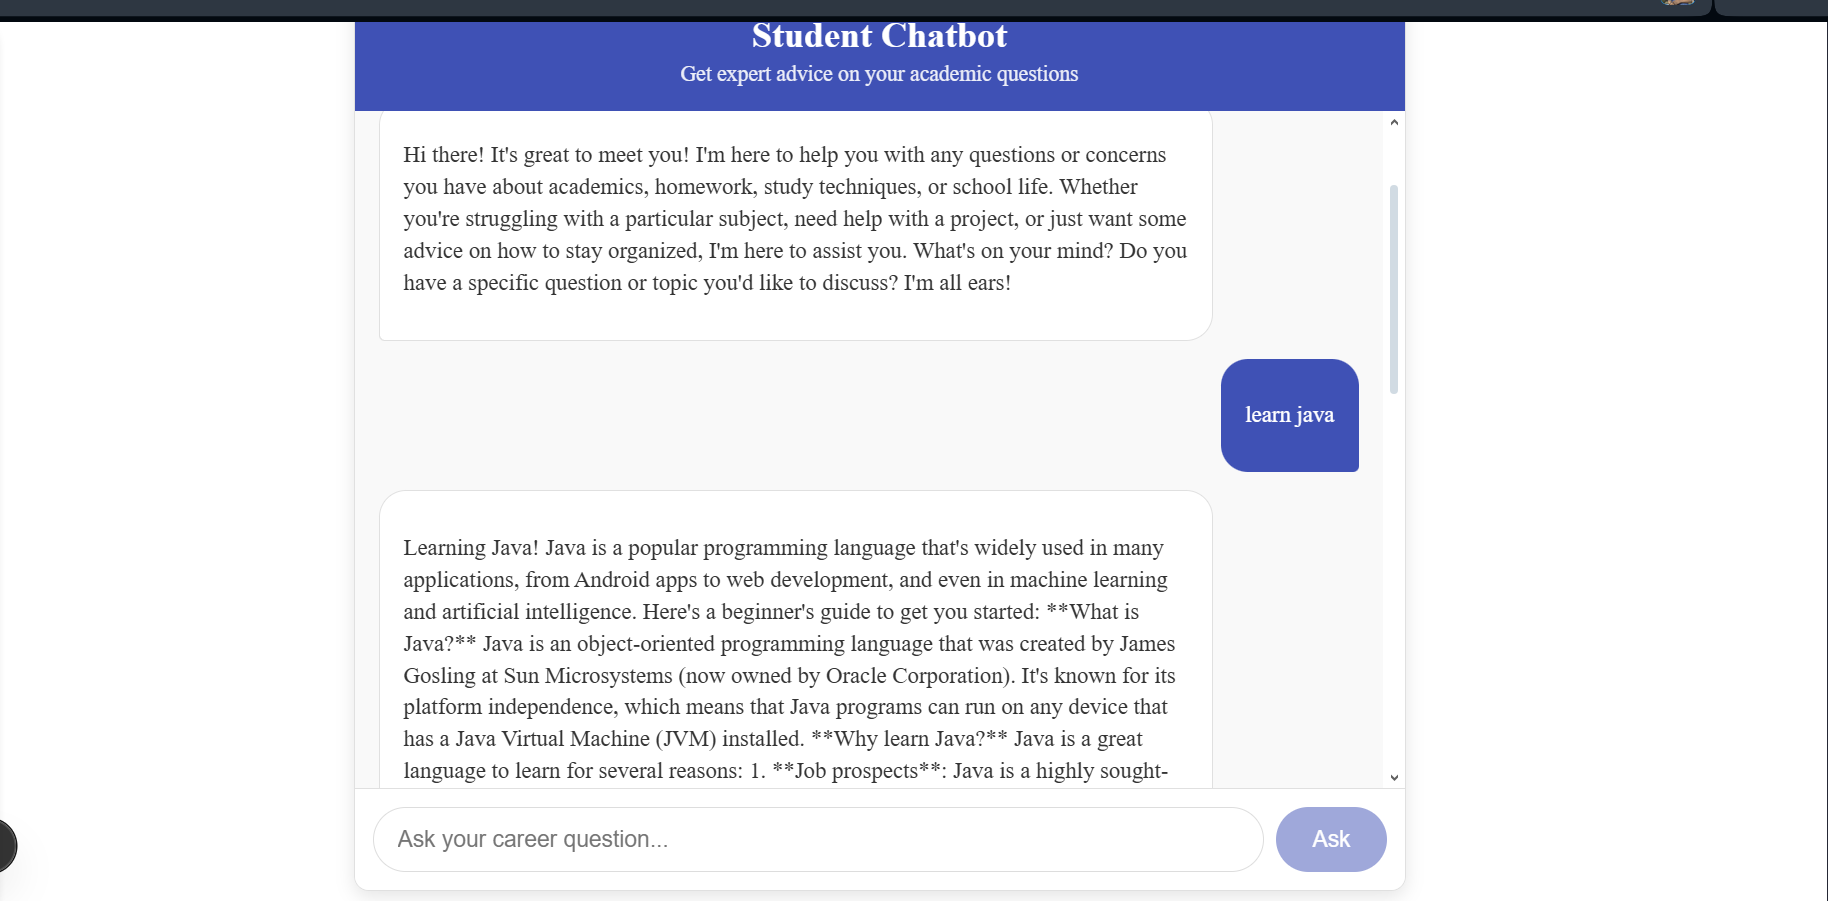 Student Chatbot
Get expert advice on your academic questions
Hi there! It's great to meet you! I'm here to help you with any questions or concerns
you have about academics, homework, study techniques, or school life. Whether
you're struggling with a particular subject, need help with a project, or just want some
advice on how to stay organized, I'm here to assist you. What's on your mind? Do you
have a specific question or topic you'd like to discuss? I'm all ears!
learn java
Learning Java! Java is a popular programming language that's widely used in many
applications, from Android apps to web development, and even in machine learning
and artificial intelligence. Here's a beginner's guide to get you started: **What is
Java?** Java is an object-oriented programming language that was created by James
Gosling at Sun Microsystems (now owned by Oracle Corporation). It's known for its
platform independence, which means that Java programs can run on any device that
has a Java Virtual Machine (JVM) installed. **Why learn Java?** Java is a great
language to learn for several reasons: 1. **Job prospects**: Java is a highly sought-
Ask your career question...
Ask